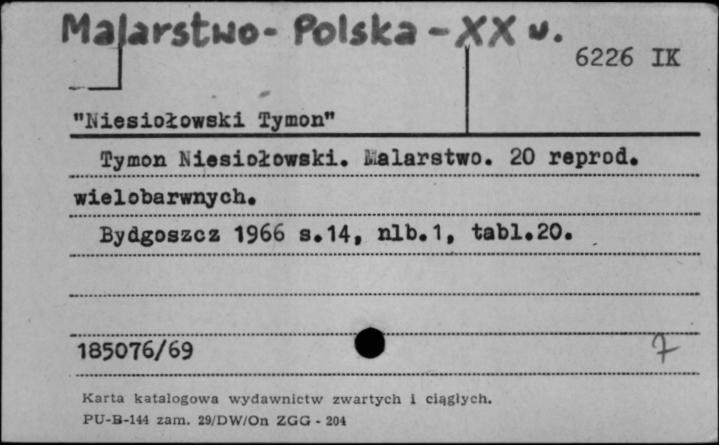 Malarstwo - Polska - XX w.
6226 IK
"Niesiołowski Tymon"
Tymon Niesiołowski. Malarstwo. 20 reprod.
wielobarwnych.
Bydgoszcz 1966 s.14, nlb.1, tabl.20.
185076/69
7
Karta katalogowa wydawnictw zwartych i ciągłych.
PU-B-144 zam. 29/DW/On ZGG - 204